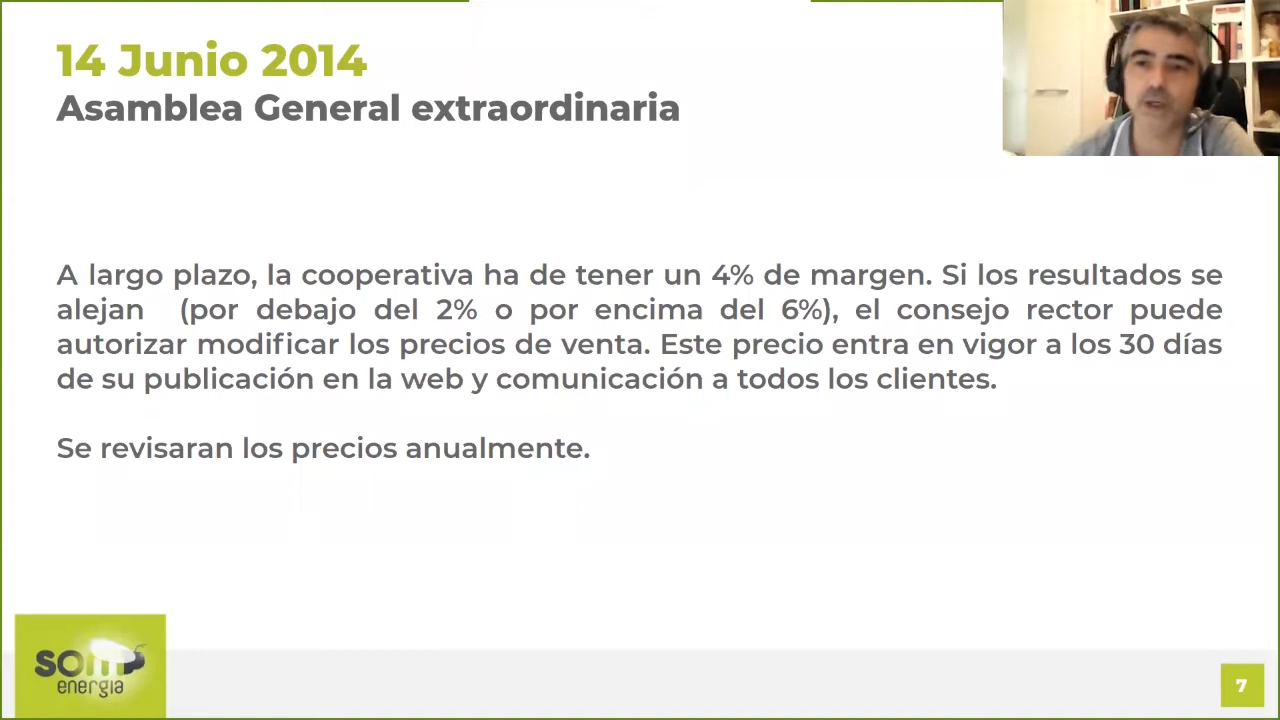 14 Junio 2014
Asamblea General extraordinaria
A largo plazo, la cooperativa ha de tener un 4% de margen. Si los resultados se
alejan (por debajo del 2% o por encima del 6%), el consejo rector puede
autorizar modificar los precios de venta. Este precio entra en vigor a los 30 días
de su publicación en la web y comunicación a todos los clientes.
Se revisaran los precios anualmente.
som
energia
7